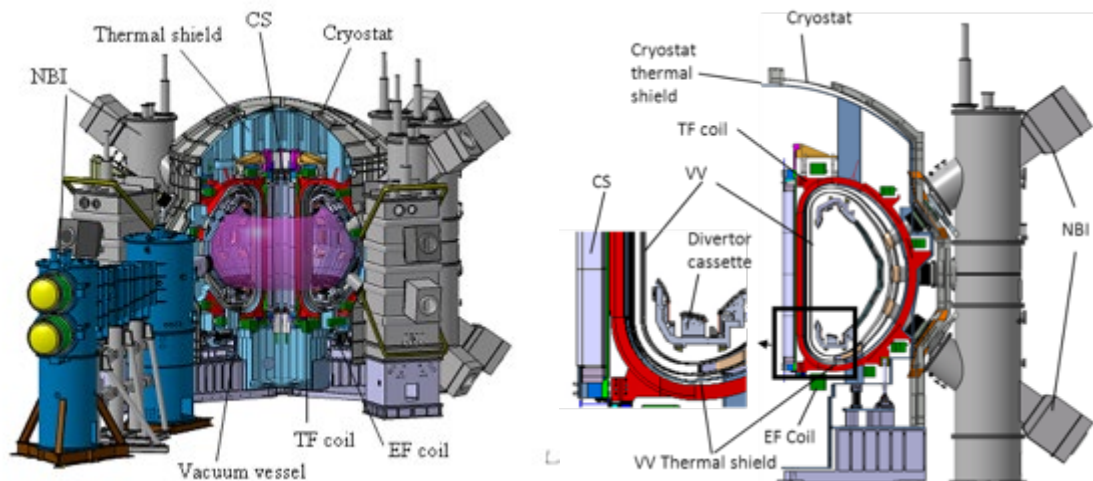 CS
Thermal shield
Cryostat
NBI
Vacuum vessel
TF coil
EF coil
Cryostat
Cryostat
thermal
shield
TF coil
VV
CS
Divertor
cassette
NBI
EF Coil
VV Thermal shield